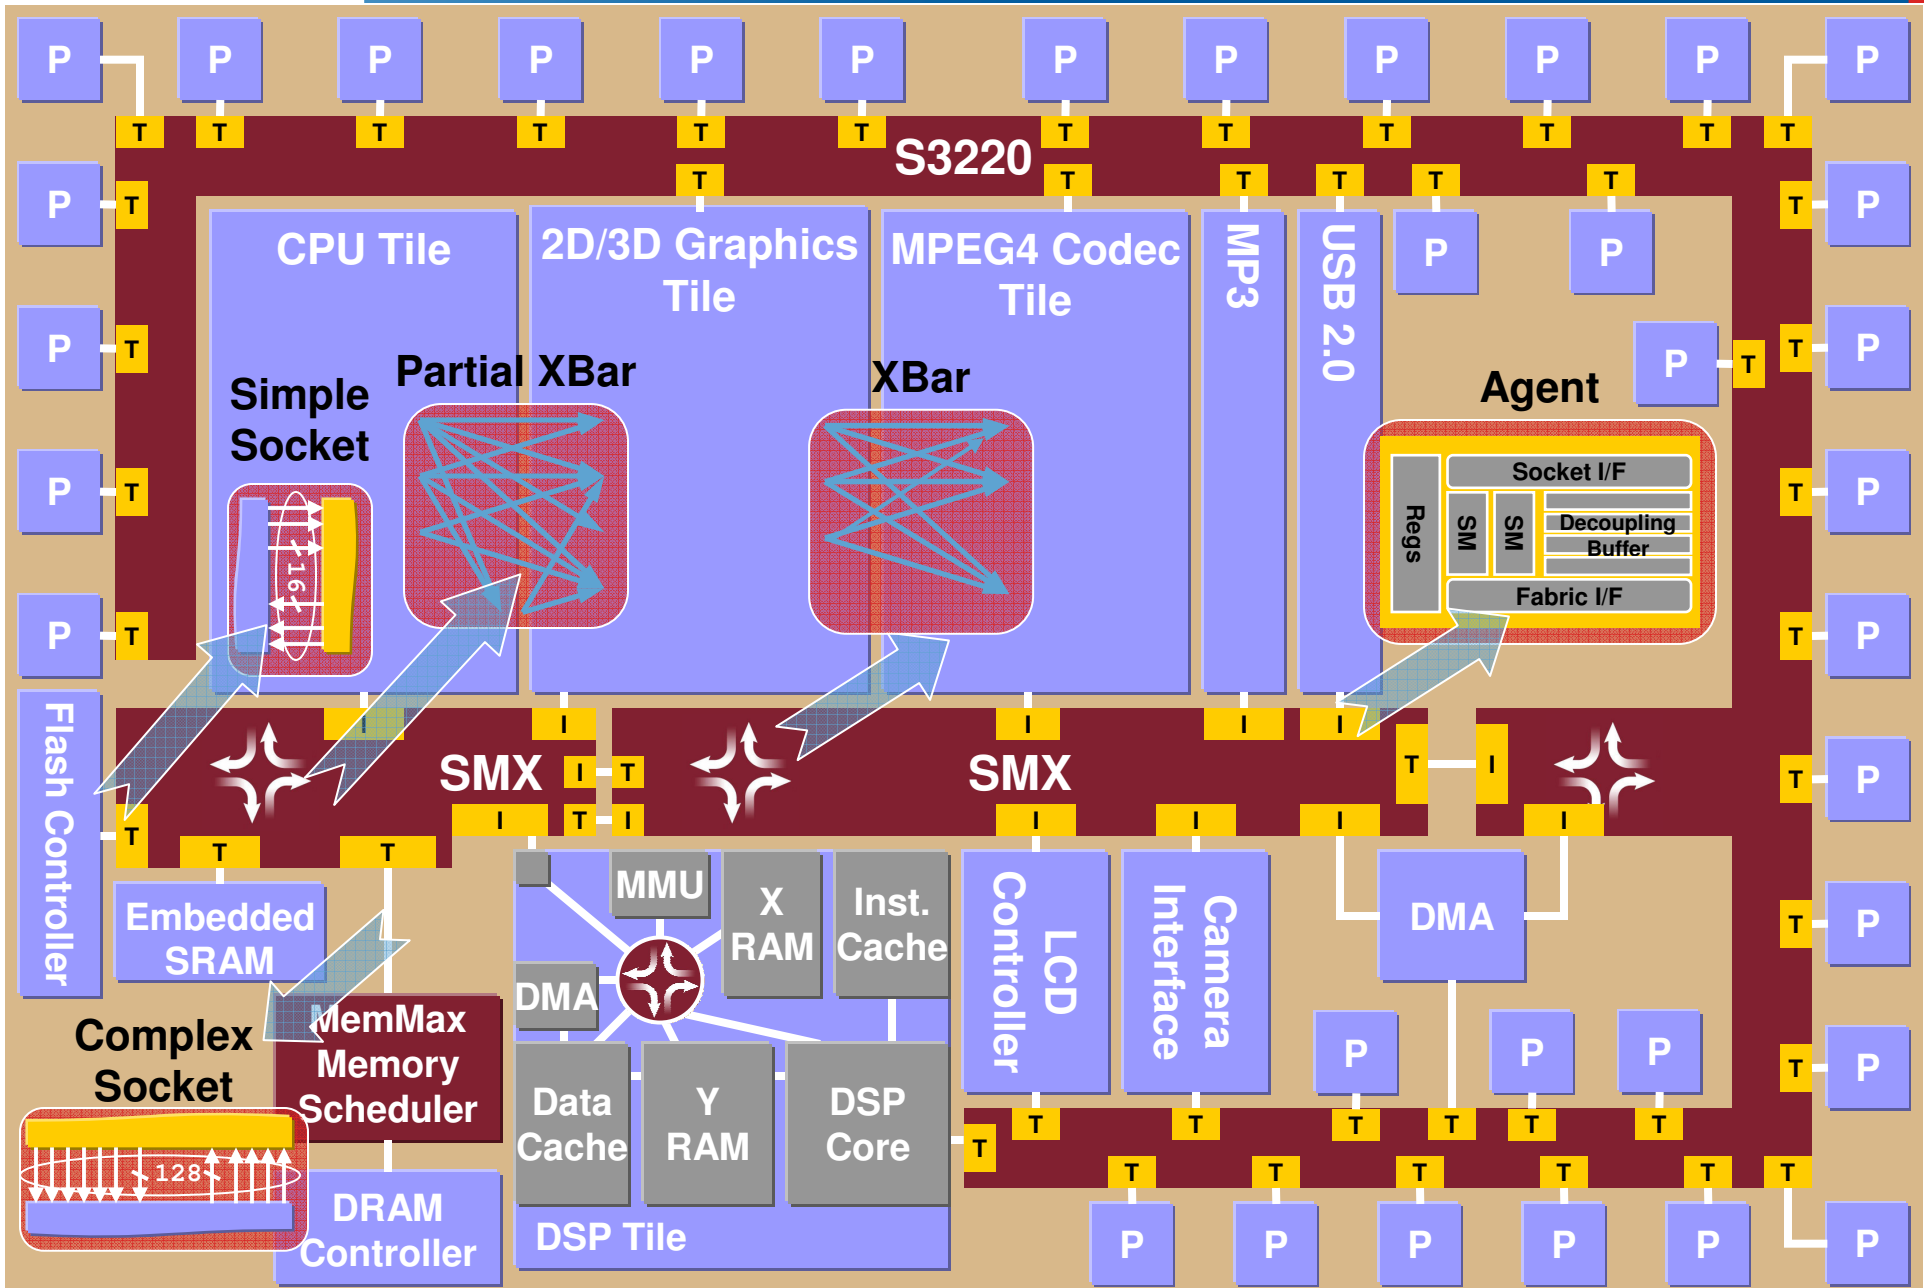 P P P P P P P P P P P P
T T T T T T T T T T T T
S3220
T T T T T T
P T T P
CPU Tile
2D/3D Graphics
Tile
MPEG4 Codec
Tile
MP3
USB 2.0
P P
P T T P
P T
Partial XBar
XBar
Agent
Simple
Socket
16
Socket I/F
Regs
SM
SM
Decoupling
Buffer
Fabric I/F
P T T P
P T T P
Flash Controller
I I I I I
SMX
I T
SMX
T I
T P
T
I T I I I I I
T T
Embedded
SRAM
MMU
X
RAM
Inst.
Cache
DMA
LCD
Controller
Camera
Interface
DMA
T P
MemMax
Memory
Scheduler
Complex
Socket
128
Data
Cache
Y
RAM
DSP
Core
P P P
T P
T T T T T T
T
T T T T T T
DRAM
Controller
DSP Tile
P P P P P P